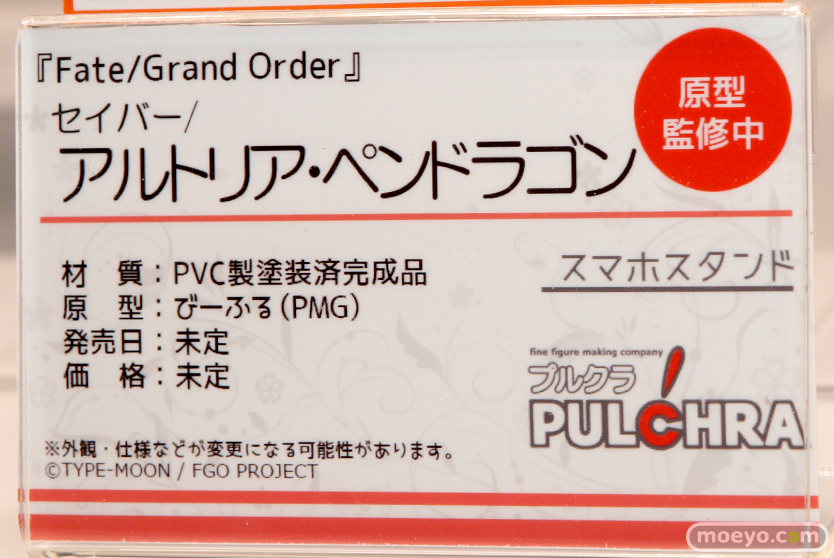 『Fate/Grand Order』
セイバー/
アルトリア・ペンドラゴン
原型
監修中
材　質：PVC製塗装済完成品
原　型：びーふる(PMG)
発売日：未定
価　格：未定
スマホスタンド
fine figure making company
プルクラ
PULCHRA
※外観・仕様などが変更になる可能性があります。
©TYPE-MOON / FGO PROJECT
moeyo.com